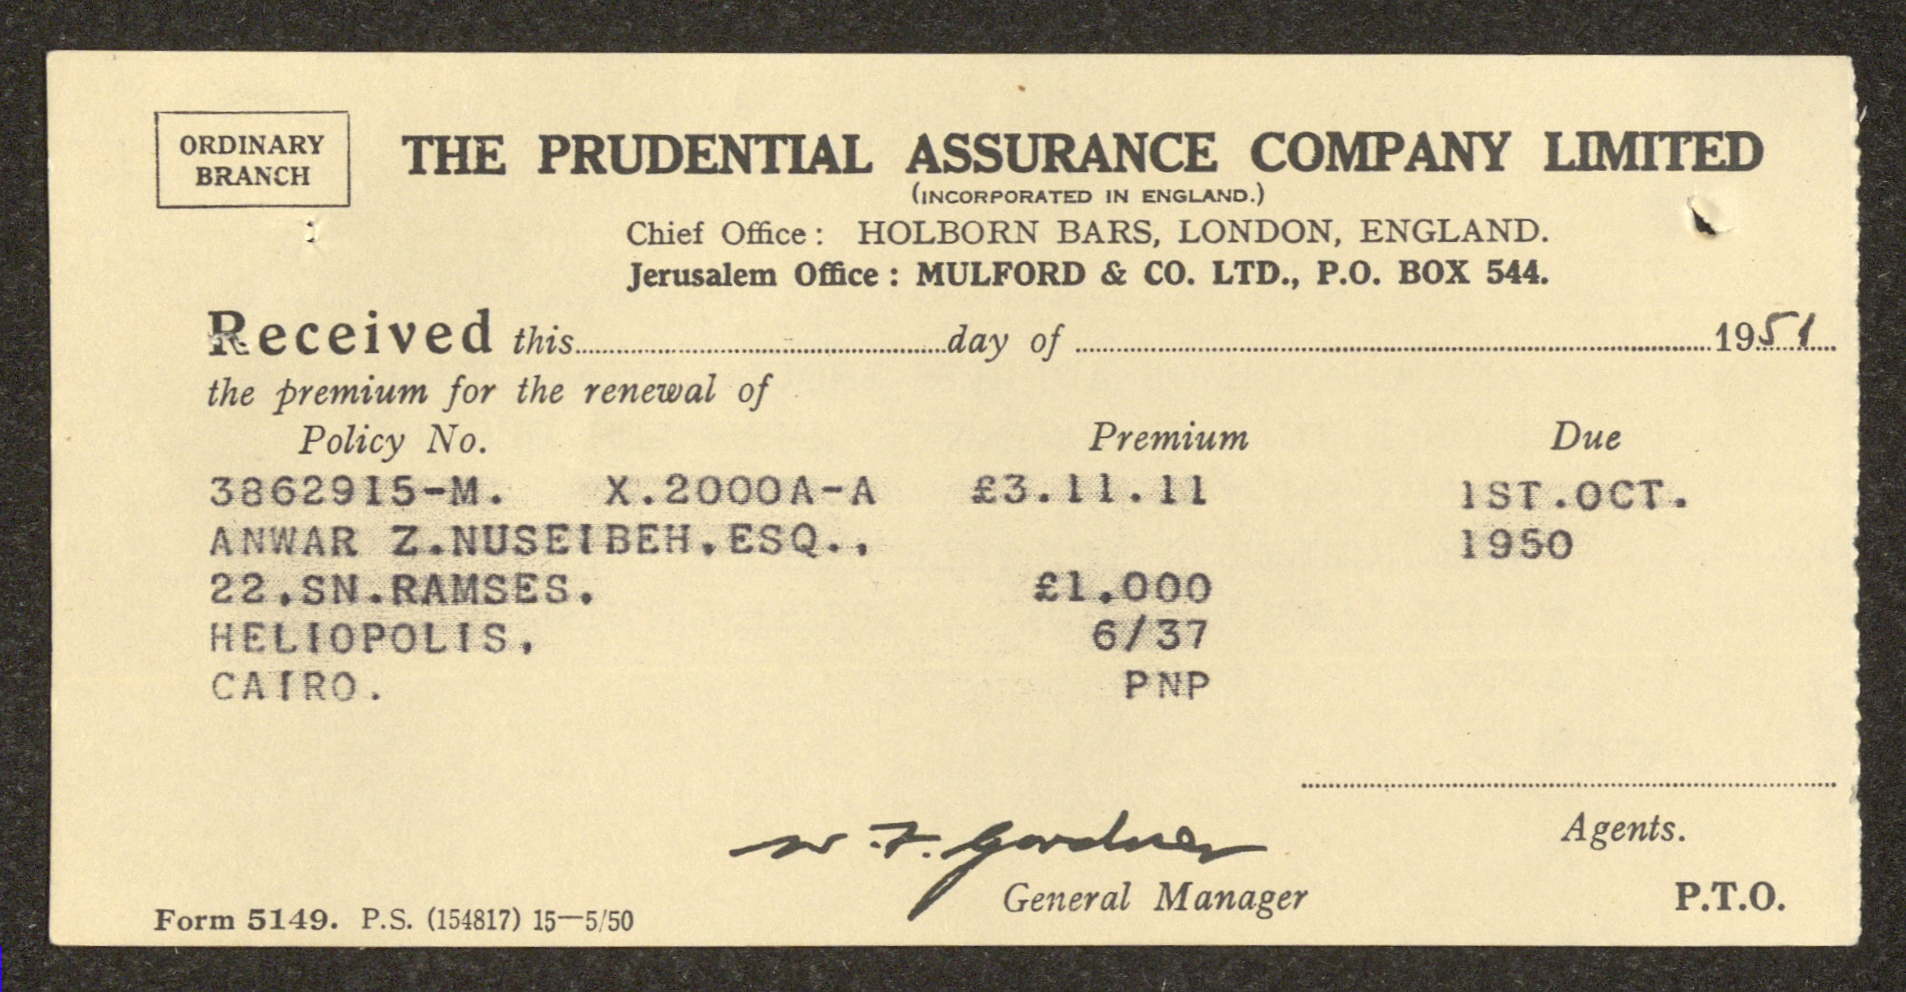 ORDINARY
BRANCH
THE PRUDENTIAL ASSURANCE COMPANY LIMITED
(INCORPORATED IN ENGLAND.)
Chief Office: HOLBORN BARS, LONDON, ENGLAND.
Jerusalem Office: MULFORD & CO. LTD., P.O. BOX 544.
Received this..........day of ..........1951
the premium for the renewal of
Policy No. Premium Due
3862915-M. X.2000A-A £3.11.11 1ST.OCT.
ANWAR Z.NUSEIBEH.ESQ., 1950
22.SN.RAMSES. £1.000
HELIOPOLIS, 6/37
CAIRO. PNP
W. F. Gardner
Agents.
General Manager
P.T.O.
Form 5149. P.S. (154817) 15—5/50